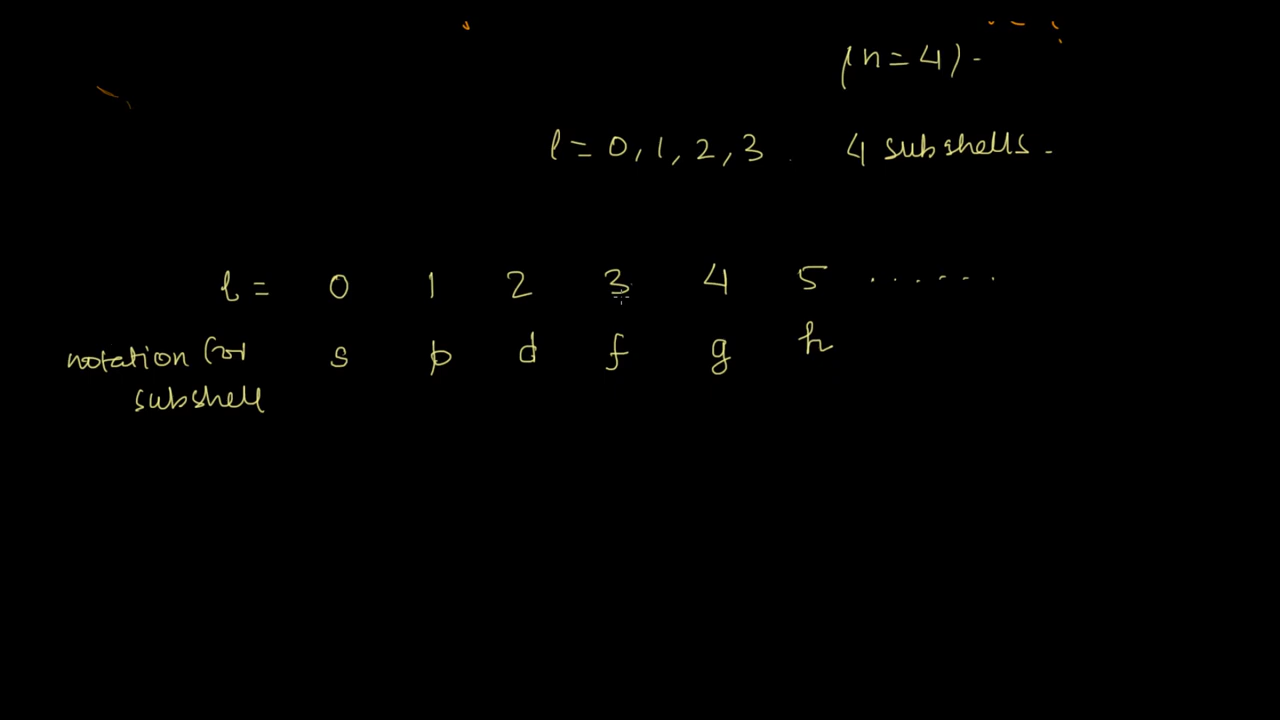 (n=4) -
l = 0, 1, 2, 3 . 4 subshells.
l = 0 1 2 3 4 5 ......
notation for s p d f g h
subshell